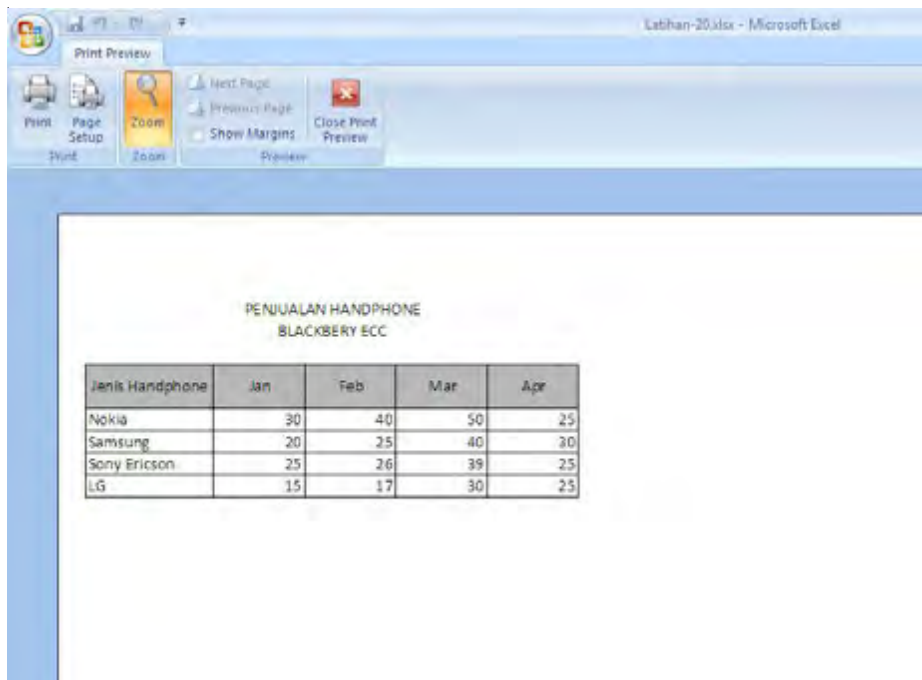 Latihan-20.xlsx - Microsoft Excel
Print Preview
Print
Page Setup
Zoom
Next Page
Previous Page
Show Margins
Close Print Preview
Print
Zoom
Preview
PENJUALAN HANDPHONE
BLACKBERY ECC
Jenis Handphone Jan Feb Mar Apr
Nokia 30 40 50 25
Samsung 20 25 40 30
Sony Ericson 25 26 39 25
LG 15 17 30 25